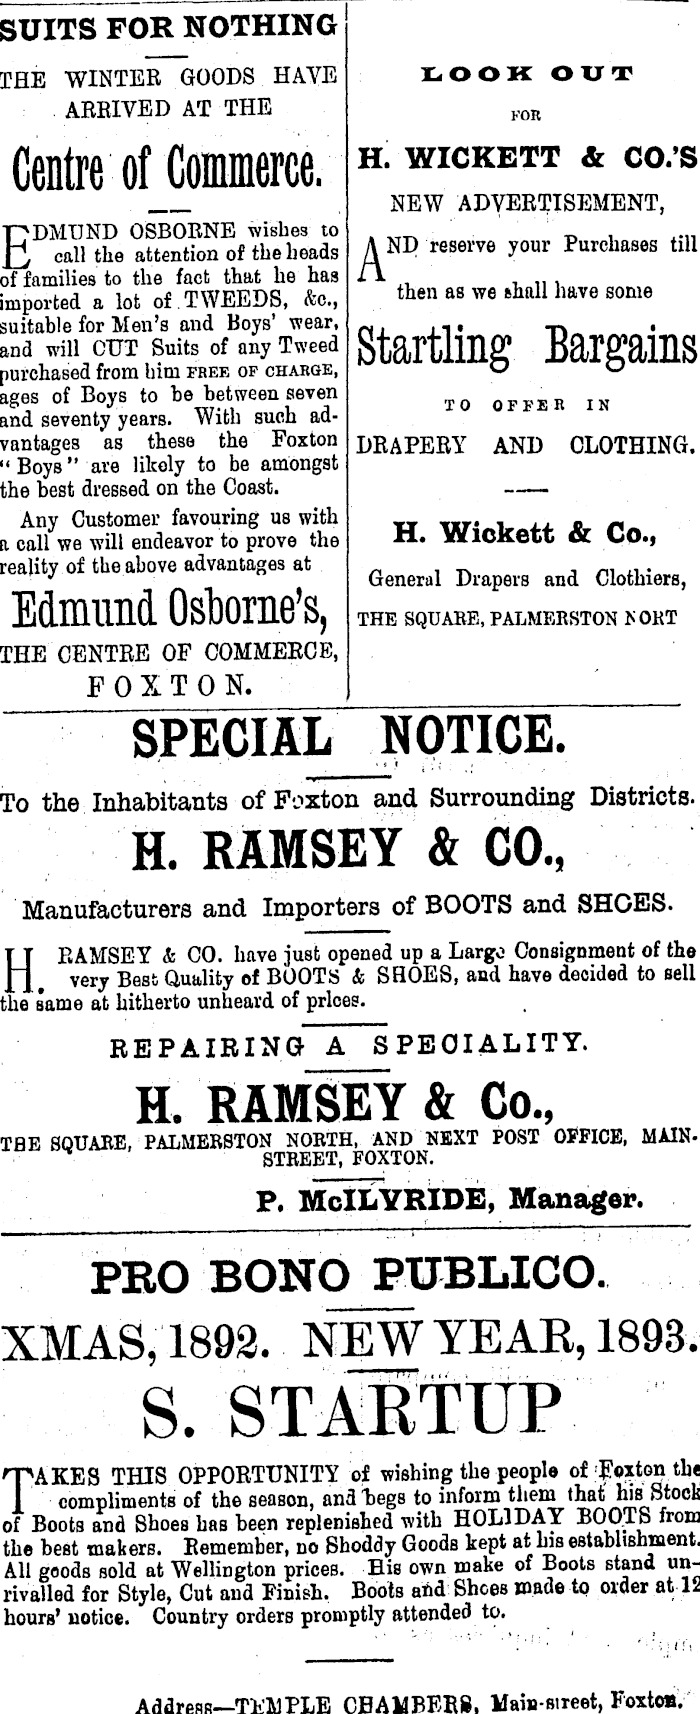 SUITS FOR NOTHING
THE WINTER GOODS HAVE
ARRIVED AT THE
Centre of Commerce.
EDMUND OSBORNE wishes to
call the attention of the heads
of families to the fact that he has
imported a lot of TWEEDS, &c.,
suitable for Men's and Boys' wear,
and will CUT Suits of any Tweed
purchased from him FREE OF CHARGE,
ages of Boys to be between seven
and seventy years. With such ad-
vantages as these the Foxton
"Boys" are likely to be amongst
the best dressed on the Coast.
Any Customer favouring us with
a call we will endeavor to prove the
reality of the above advantages at
Edmund Osborne's,
THE CENTRE OF COMMERCE,
FOXTON.
LOOK OUT
FOR
H. WICKETT & CO.'S
NEW ADVERTISEMENT,
AND reserve your Purchases till
then as we shall have some
Startling Bargains
TO OFFER IN
DRAPERY AND CLOTHING.
H. Wickett & Co.,
General Drapers and Clothiers,
THE SQUARE, PALMERSTON NORT
SPECIAL NOTICE.
To the Inhabitants of Foxton and Surrounding Districts.
H. RAMSEY & CO.,
Manufacturers and Importers of BOOTS and SHOES.
H. RAMSEY & CO. have just opened up a Large Consignment of the
very Best Quality of BOOTS & SHOES, and have decided to sell
the same at hitherto unheard of prices.
REPAIRING A SPECIALITY.
H. RAMSEY & Co.,
THE SQUARE, PALMERSTON NORTH, AND NEXT POST OFFICE, MAIN-
STREET, FOXTON.
P. McILVRIDE, Manager.
PRO BONO PUBLICO.
XMAS, 1892. NEW YEAR, 1893.
S. STARTUP
TAKES THIS OPPORTUNITY of wishing the people of Foxton the
compliments of the season, and begs to inform them that his Stock
of Boots and Shoes has been replenished with HOLIDAY BOOTS from
the best makers. Remember, no Shoddy Goods kept at his establishment.
All goods sold at Wellington prices. His own make of Boots stand un-
rivalled for Style, Cut and Finish. Boots and Shoes made to order at 12
hours' notice. Country orders promptly attended to.
Address—TEMPLE CHAMBERS, Main-street, Foxton.